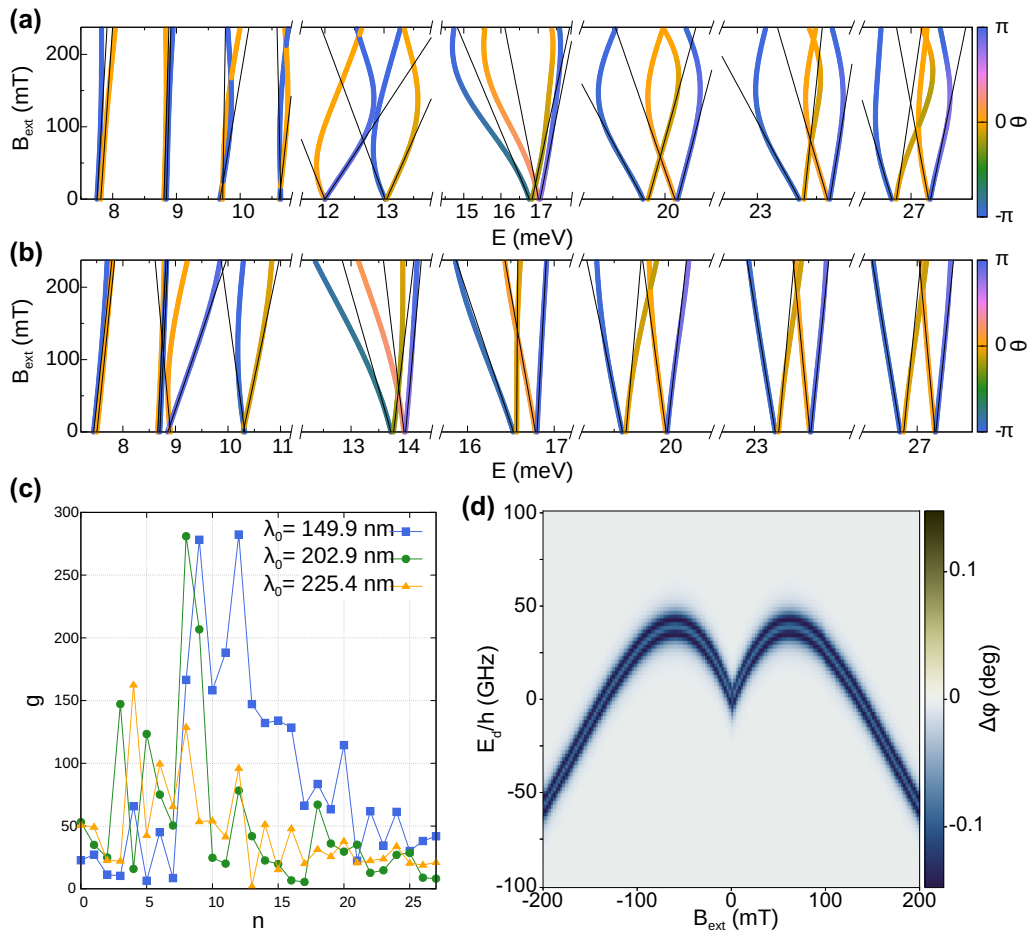 (a)
B_ext (mT)
200
100
0
8
9
10
12
13
15
16
17
20
23
27
E (meV)
π
0
-π
θ
(b)
B_ext (mT)
200
100
0
8
9
10
11
13
14
16
17
20
23
27
E (meV)
π
0
-π
θ
(c)
g
300
250
200
150
100
50
0
0
5
10
15
20
25
n
λ₀= 149.9 nm
λ₀= 202.9 nm
λ₀= 225.4 nm
(d)
E_d/h (GHz)
100
50
0
-50
-100
-200
-100
0
100
200
B_ext (mT)
0.1
0
-0.1
Δφ (deg)